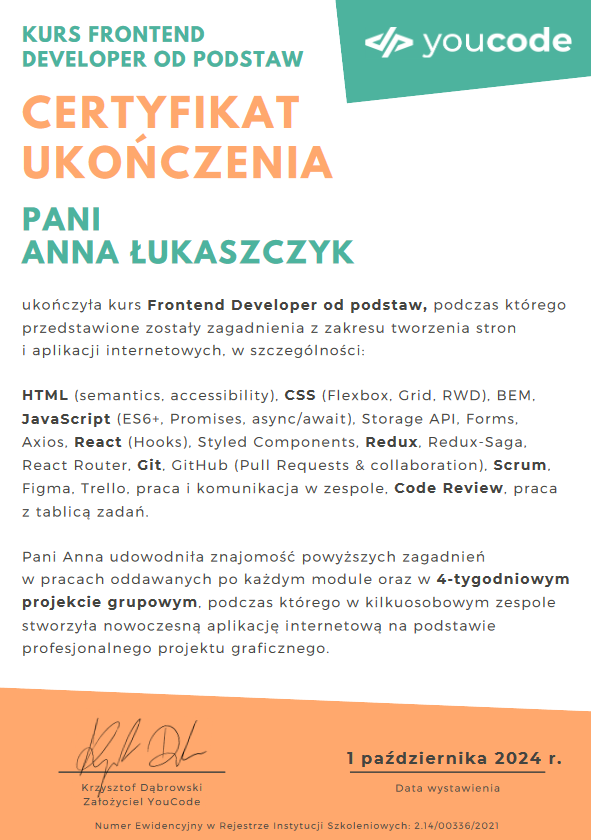 KURS FRONTEND
DEVELOPER OD PODSTAW
</> youcode
CERTYFIKAT
UKOŃCZENIA
PANI
ANNA ŁUKASZCZYK
ukończyła kurs Frontend Developer od podstaw, podczas którego
przedstawione zostały zagadnienia z zakresu tworzenia stron
i aplikacji internetowych, w szczególności:
HTML (semantics, accessibility), CSS (Flexbox, Grid, RWD), BEM,
JavaScript (ES6+, Promises, async/await), Storage API, Forms,
Axios, React (Hooks), Styled Components, Redux, Redux-Saga,
React Router, Git, GitHub (Pull Requests & collaboration), Scrum,
Figma, Trello, praca i komunikacja w zespole, Code Review, praca
z tablicą zadań.
Pani Anna udowodniła znajomość powyższych zagadnień
w pracach oddawanych po każdym module oraz w 4-tygodniowym
projekcie grupowym, podczas którego w kilkuosobowym zespole
stworzyła nowoczesną aplikację internetową na podstawie
profesjonalnego projektu graficznego.
1 października 2024 r.
Krzysztof Dąbrowski
Założyciel YouCode
Data wystawienia
Numer Ewidencyjny w Rejestrze Instytucji Szkoleniowych: 2.14/00336/2021